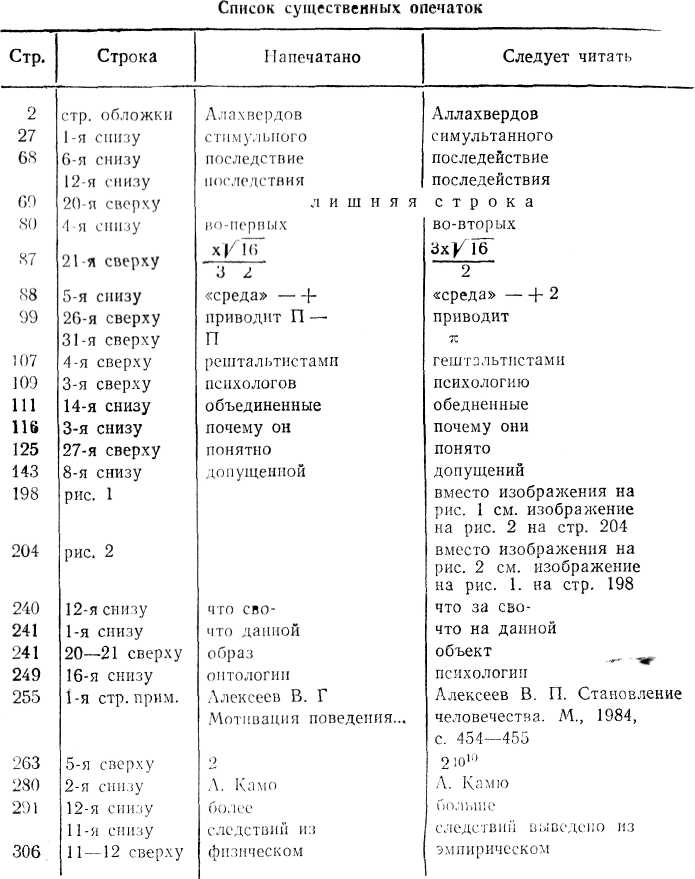 Список существенных опечаток
Стр. Строка Напечатано Следует читать
2 стр. обложки Алахвердов Аллахвердов
27 1-я снизу стимульного симультанного
68 6-я снизу последствие последействие
12-я снизу последствия последействия
69 20-я сверху лишняя строка
80 4-я снизу во-первых во-вторых
87 21-я сверху x√16 / 3 2 3x√16 / 2
88 5-я снизу «среда» — + «среда» — + 2
99 26-я сверху приводит П — приводит
31-я сверху П π
107 4-я сверху рештальтистами гештальтистами
109 3-я сверху психологов психологию
111 14-я снизу объединенные обедненные
116 3-я снизу почему он почему они
125 27-я сверху понятно понято
143 8-я снизу допущенной допущений
198 рис. 1 вместо изображения на
рис. 1 см. изображение
на рис. 2 на стр. 204
204 рис. 2 вместо изображения на
рис. 2 см. изображение
на рис. 1. на стр. 198
240 12-я снизу что сво- что за сво-
241 1-я снизу что данной что на данной
241 20—21 сверху образ объект
249 16-я снизу онтологии психологии
255 1-я стр. прим. Алексеев В. Г Алексеев В. П. Становление
Мотивация поведения... человечества. М., 1984,
с. 454—455
263 5-я сверху 2 2 10¹⁰
280 2-я снизу А. Камо А. Камю
291 12-я снизу более больше
11-я снизу следствий из следствий выведено из
306 11—12 сверху физическом эмпирическом